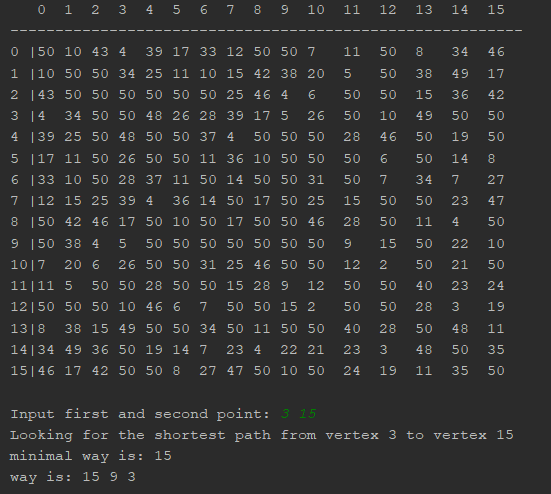 0 1 2 3 4 5 6 7 8 9 10 11 12 13 14 15
--------------------------------------------------------------
0 |50 10 43 4 39 17 33 12 50 50 7 11 50 8 34 46
1 |10 50 50 34 25 11 10 15 42 38 20 5 50 38 49 17
2 |43 50 50 50 50 50 50 25 46 4 6 50 50 15 36 42
3 |4 34 50 50 48 26 28 39 17 5 26 50 10 49 50 50
4 |39 25 50 48 50 50 37 4 50 50 50 28 46 50 19 50
5 |17 11 50 26 50 50 11 36 10 50 50 50 6 50 14 8
6 |33 10 50 28 37 11 50 14 50 50 31 50 7 34 7 27
7 |12 15 25 39 4 36 14 50 17 50 25 15 50 50 23 47
8 |50 42 46 17 50 10 50 17 50 50 46 28 50 11 4 50
9 |50 38 4 5 50 50 50 50 50 50 50 9 15 50 22 10
10|7 20 6 26 50 50 31 25 46 50 50 12 2 50 21 50
11|11 5 50 50 28 50 50 15 28 9 12 50 50 40 23 24
12|50 50 50 10 46 6 7 50 50 15 2 50 50 28 3 19
13|8 38 15 49 50 50 34 50 11 50 50 40 28 50 48 11
14|34 49 36 50 19 14 7 23 4 22 21 23 3 48 50 35
15|46 17 42 50 50 8 27 47 50 10 50 24 19 11 35 50
Input first and second point: 3 15
Looking for the shortest path from vertex 3 to vertex 15
minimal way is: 15
way is: 15 9 3